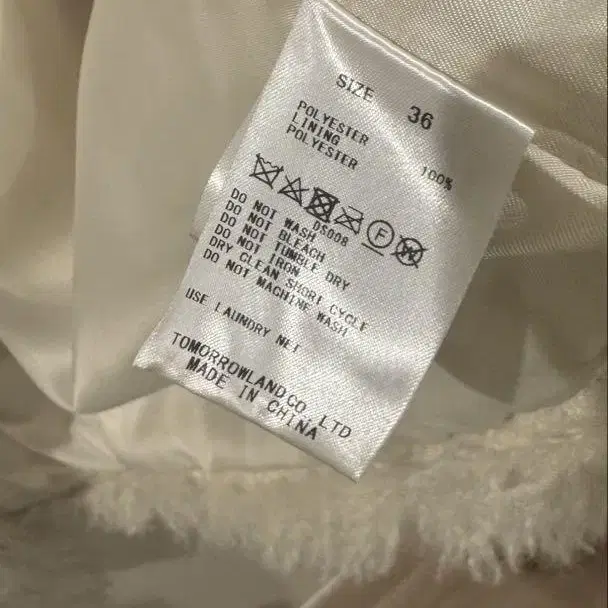 SIZE 36
POLYESTER
LINING
POLYESTER 100%
F W
DS008
DO NOT WASH
DO NOT BLEACH
DO NOT TUMBLE DRY
DO NOT IRON
DRY CLEAN SHORT CYCLE
DO NOT MACHINE WASH
USE LAUNDRY NET
TOMORROWLAND CO., LTD
MADE IN CHINA